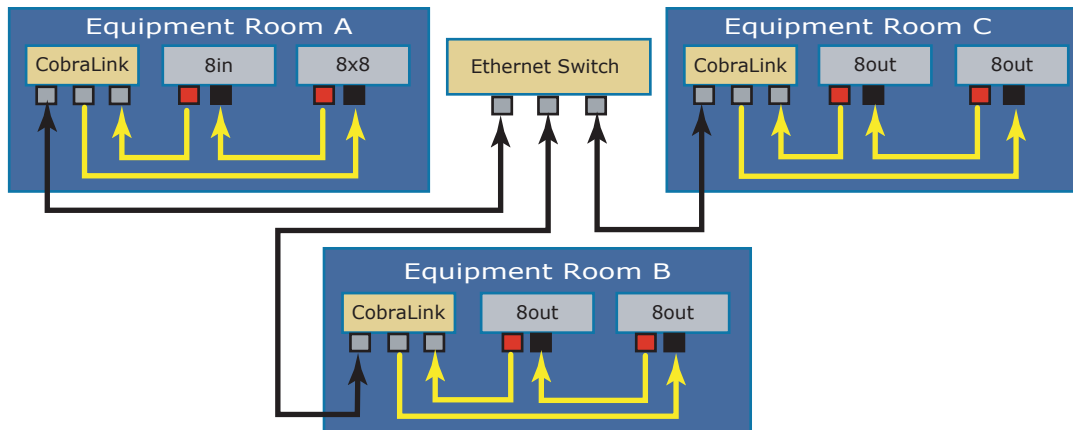 Equipment Room A
CobraLink
8in
8x8
Ethernet Switch
Equipment Room C
CobraLink
8out
8out
Equipment Room B
CobraLink
8out
8out